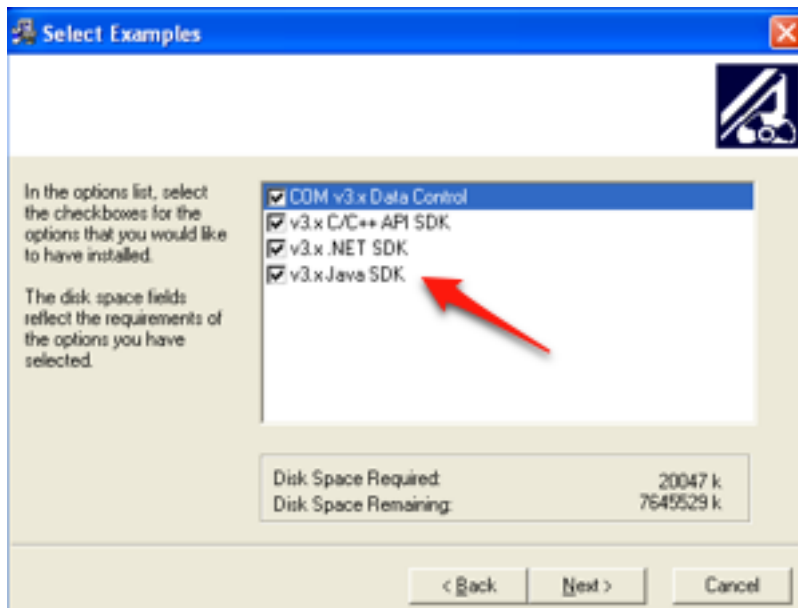 Select Examples
In the options list, select
the checkboxes for the
options that you would like
to have installed.
The disk space fields
reflect the requirements of
the options you have
selected.
COM v3.x Data Control
v3.x C/C++ API SDK
v3.x .NET SDK
v3.x Java SDK
Disk Space Required: 20047 k
Disk Space Remaining: 7645529 k
< Back Next > Cancel